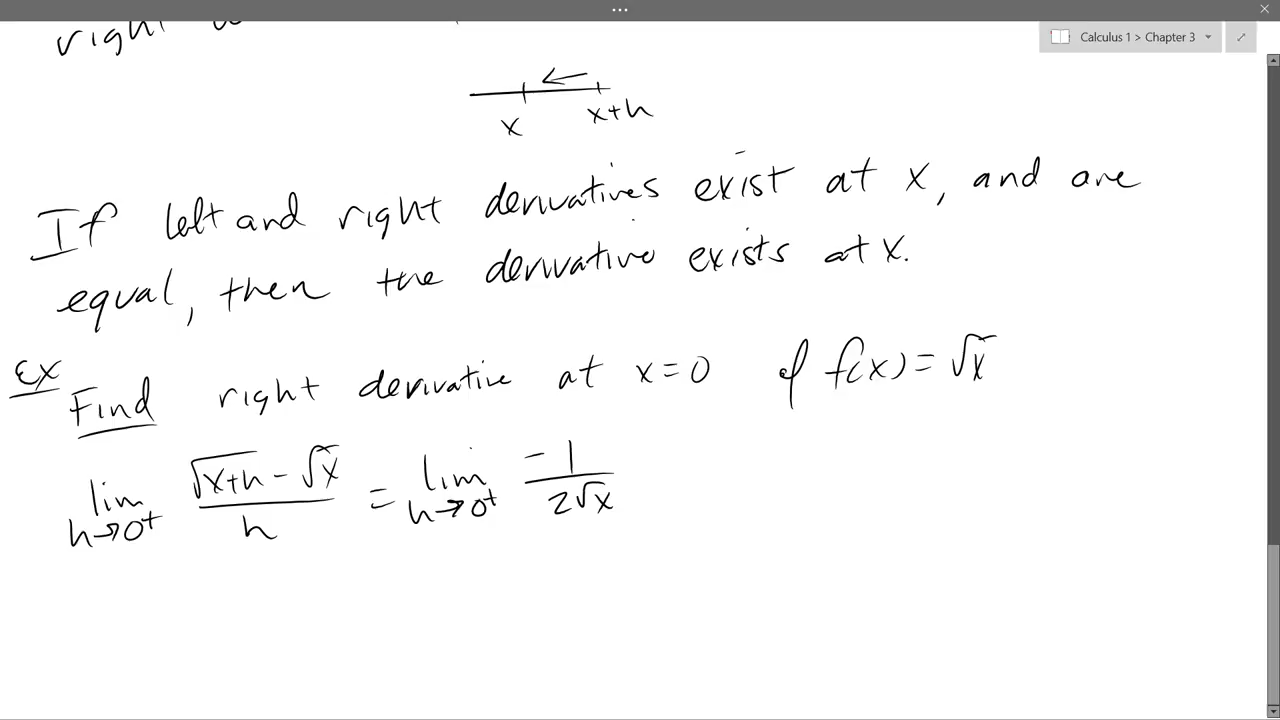 Calculus 1 > Chapter 3
right
x x+h
If left and right derivatives exist at x, and are
equal, then the derivative exists at x.
Ex Find right derivative at x=0 of f(x) = √x
lim h→0⁺ (√(x+h) - √x)/h = lim h→0⁺ -1/(2√x)